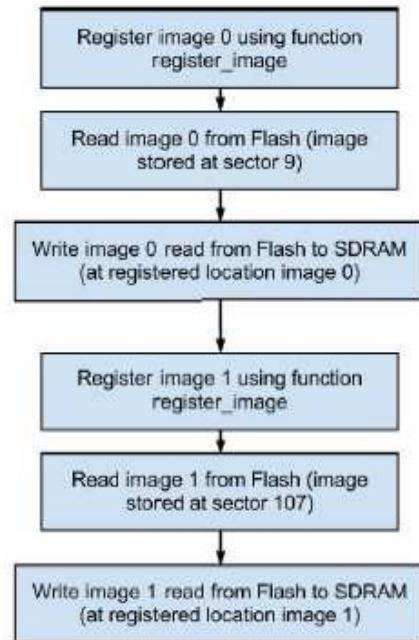 Register image 0 using function
register_image
Read image 0 from Flash (image
stored at sector 9)
Write image 0 read from Flash to SDRAM
(at registered location image 0)
Register image 1 using function
register_image
Read image 1 from Flash (image
stored at sector 107)
Write image 1 read from Flash to SDRAM
(at registered location image 1)